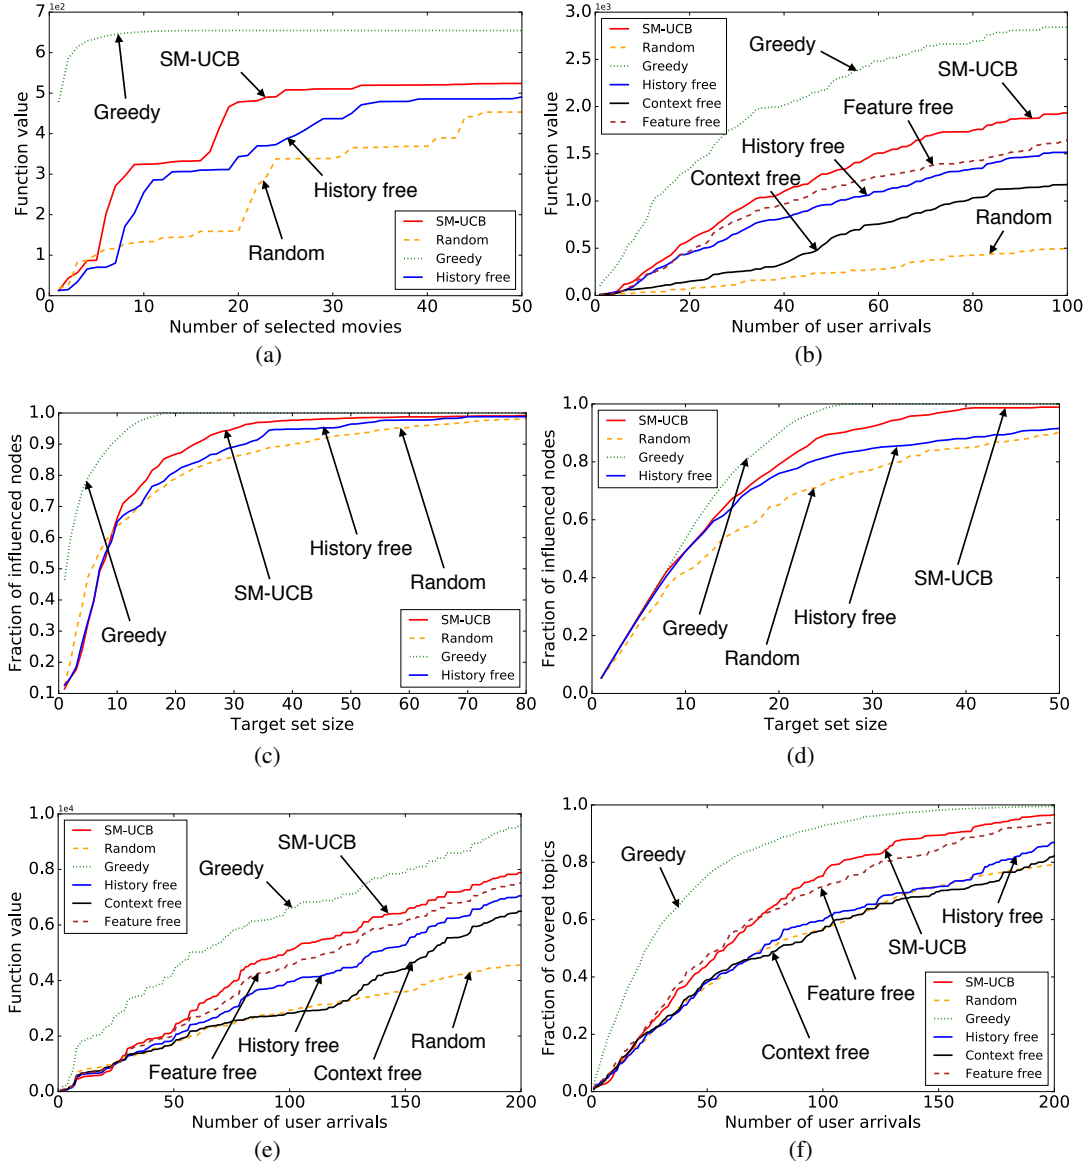 1e2
7
6
5
4
3
2
1
0
0 10 20 30 40 50
Function value
Number of selected movies
Greedy
SM-UCB
History free
Random
SM-UCB
Random
Greedy
History free
(a)
1e3
3.0
2.5
2.0
1.5
1.0
0.5
0.0
0 20 40 60 80 100
Function value
Number of user arrivals
SM-UCB
Random
Greedy
History free
Context free
Feature free
Greedy
SM-UCB
Feature free
History free
Context free
Random
(b)
1.0
0.9
0.8
0.7
0.6
0.5
0.4
0.3
0.2
0.1
0 10 20 30 40 50 60 70 80
Fraction of influenced nodes
Target set size
Greedy
SM-UCB
History free
Random
SM-UCB
Random
Greedy
History free
(c)
1.0
0.8
0.6
0.4
0.2
0.0
0 10 20 30 40 50
Fraction of influenced nodes
Target set size
SM-UCB
Random
Greedy
History free
SM-UCB
History free
Greedy
Random
(d)
1e4
1.0
0.8
0.6
0.4
0.2
0.0
0 50 100 150 200
Function value
Number of user arrivals
SM-UCB
Random
Greedy
History free
Context free
Feature free
SM-UCB
Greedy
Random
History free
Feature free
Context free
(e)
1.0
0.8
0.6
0.4
0.2
0.0
0 50 100 150 200
Fraction of covered topics
Number of user arrivals
Greedy
History free
SM-UCB
Feature free
Context free
SM-UCB
Random
Greedy
History free
Context free
Feature free
(f)